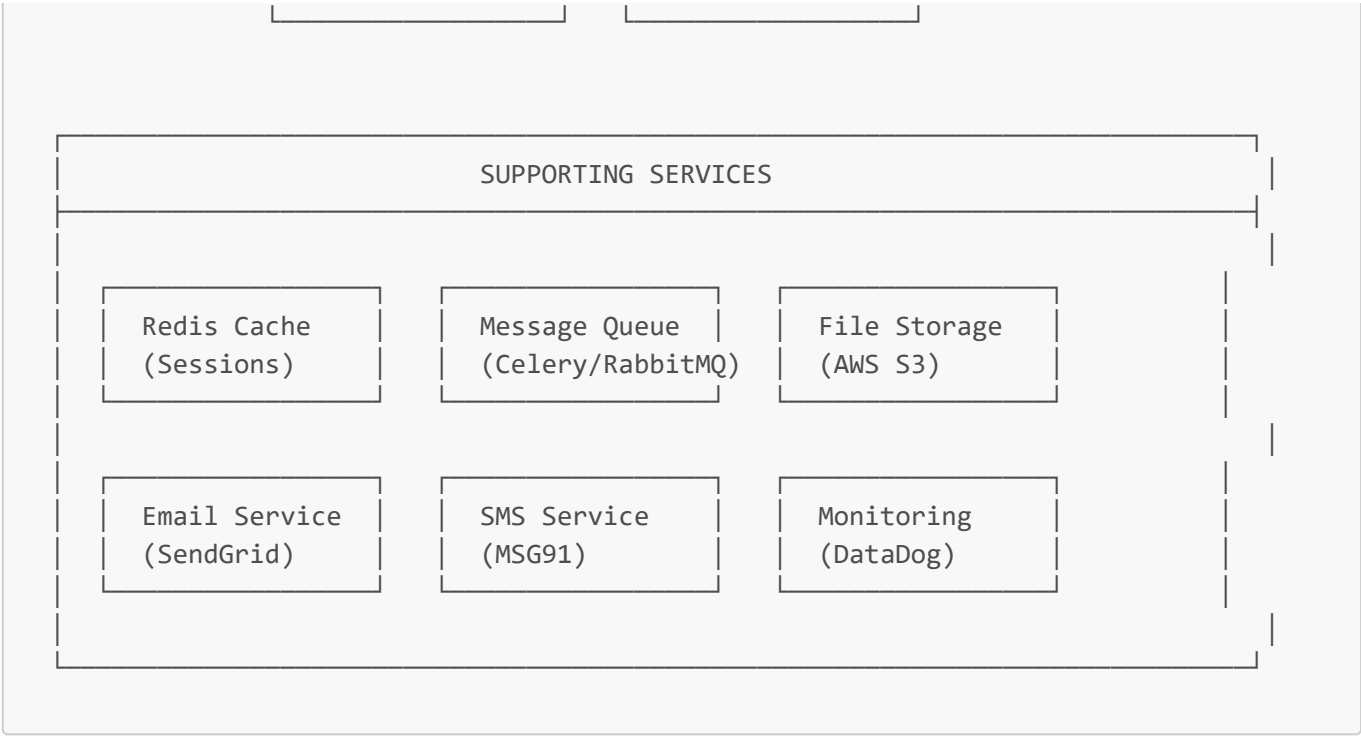 SUPPORTING SERVICES
Redis Cache Message Queue File Storage
(Sessions) (Celery/RabbitMQ) (AWS S3)
Email Service SMS Service Monitoring
(SendGrid) (MSG91) (DataDog)